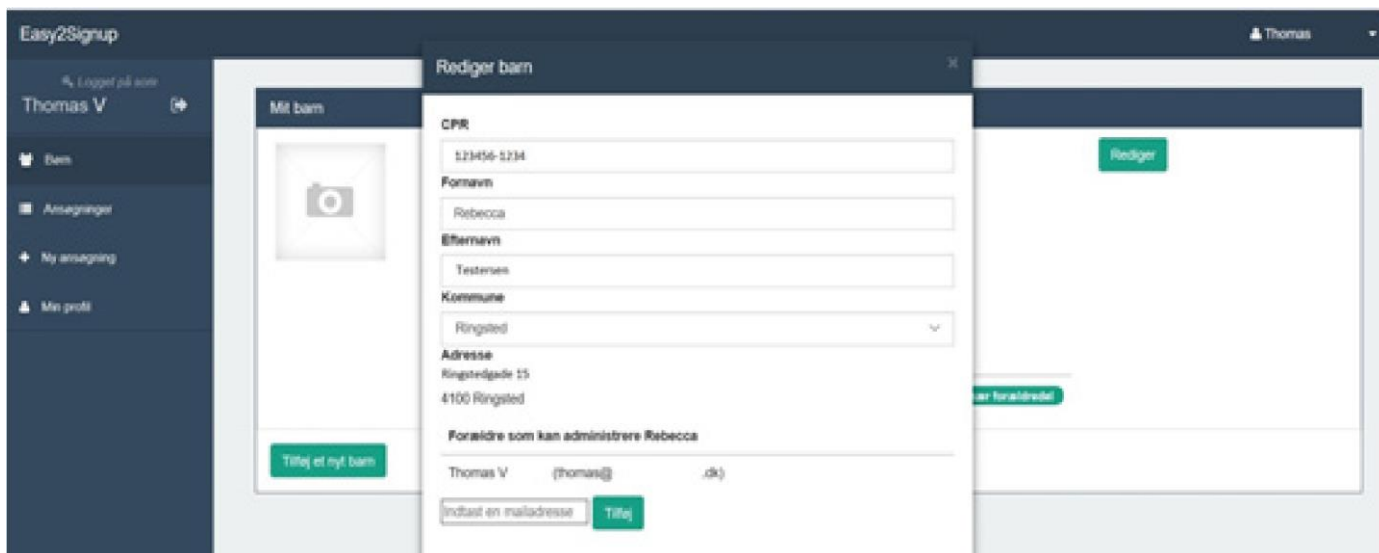 Easy2Signup
Thomas
Logget på som
Thomas V
Børn
Ansøgninger
Ny ansøgning
Min profil
Mit barn
Rediger
Tilføj et nyt barn
Rediger barn
×
CPR
123456-1234
Fornavn
Rebecca
Efternavn
Testersen
Kommune
Ringsted
Adresse
Ringstedgade 15
4100 Ringsted
Forældre som kan administrere Rebecca
Thomas V (thomas@ .dk)
Indtast en mailadresse Tilføj